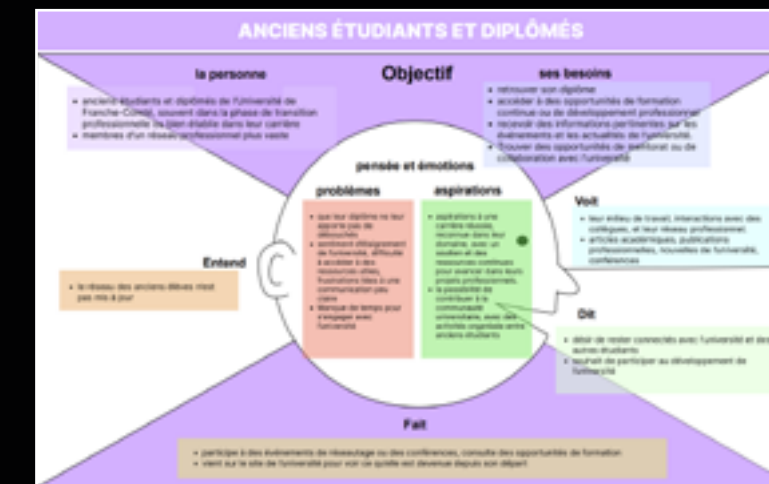 ANCIENS ÉTUDIANTS ET DIPLÔMÉS
Objectif
la personne
• anciens étudiants et diplômés de l'Université de
Franche-Comté, souvent dans la phase de transition
professionnelle ou bien établie dans leur carrière
• membres d'un réseau professionnel plus vaste
ses besoins
• retrouver son diplôme
• accéder à des opportunités de formation
continue ou de développement professionnel
• recevoir des informations pertinentes sur les
événements et les actualités de l'université.
• Trouver des opportunités de mentorat ou de
collaboration avec l'université
pensée et émotions
problèmes
• que leur diplôme ne leur
apporte pas de
débouchés
• sentiment d'éloignement
de l'université, difficulté
à accéder à des
ressources utiles,
frustrations liées à une
communication peu
claire
• Manque de temps pour
s'engager avec
l'université
aspirations
• aspirations à une
carrière réussie,
reconnue dans leur
domaine, avec un
soutien et des
ressources continues
pour avancer dans leurs
projets professionnels.
• la possibilité de
contribuer à la
communauté
universitaire, avec des
activités organisées entre
anciens étudiants
Voit
• leur milieu de travail, interactions avec des
collègues, et leur réseau professionnel.
• articles académiques, publications
professionnelles, nouvelles de l'université,
conférences
Entend
• le réseau des anciens élèves n'est
pas mis à jour
Dit
• désir de rester connectés avec l'université et des
autres étudiants
• souhait de participer au développement de
l'université
Fait
• participe à des événements de réseautage ou des conférences, consulte des opportunités de formation
• vient sur le site de l'université pour voir ce qu'elle est devenue depuis son départ